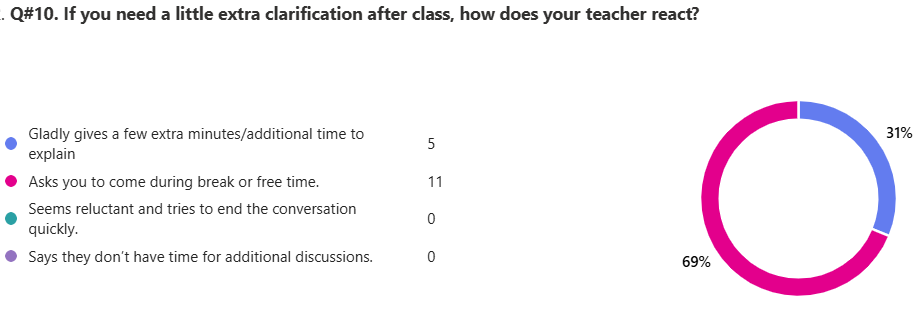 . Q#10. If you need a little extra clarification after class, how does your teacher react?
Gladly gives a few extra minutes/additional time to
explain
5
Asks you to come during break or free time.
11
Seems reluctant and tries to end the conversation
quickly.
0
Says they don’t have time for additional discussions.
0
31%
69%